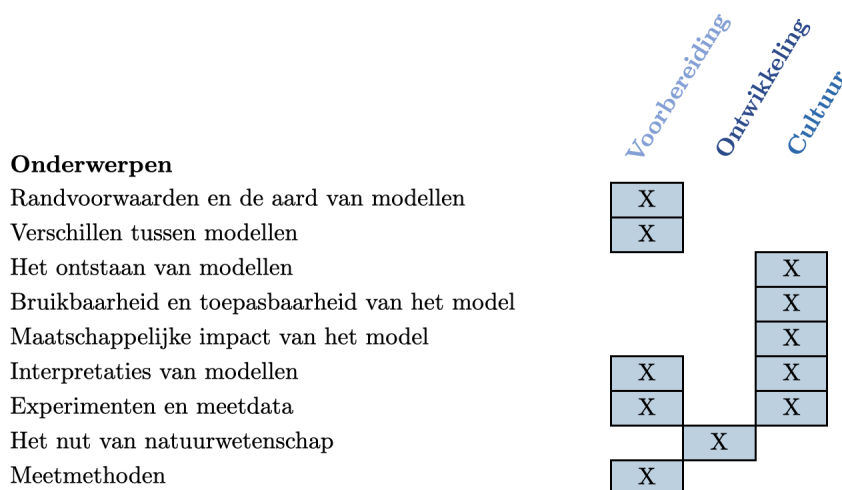 Voorbereiding
Ontwikkeling
Cultuur
Onderwerpen
Randvoorwaarden en de aard van modellen X
Verschillen tussen modellen X
Het ontstaan van modellen X
Bruikbaarheid en toepasbaarheid van het model X
Maatschappelijke impact van het model X
Interpretaties van modellen X X
Experimenten en meetdata X X
Het nut van natuurwetenschap X
Meetmethoden X